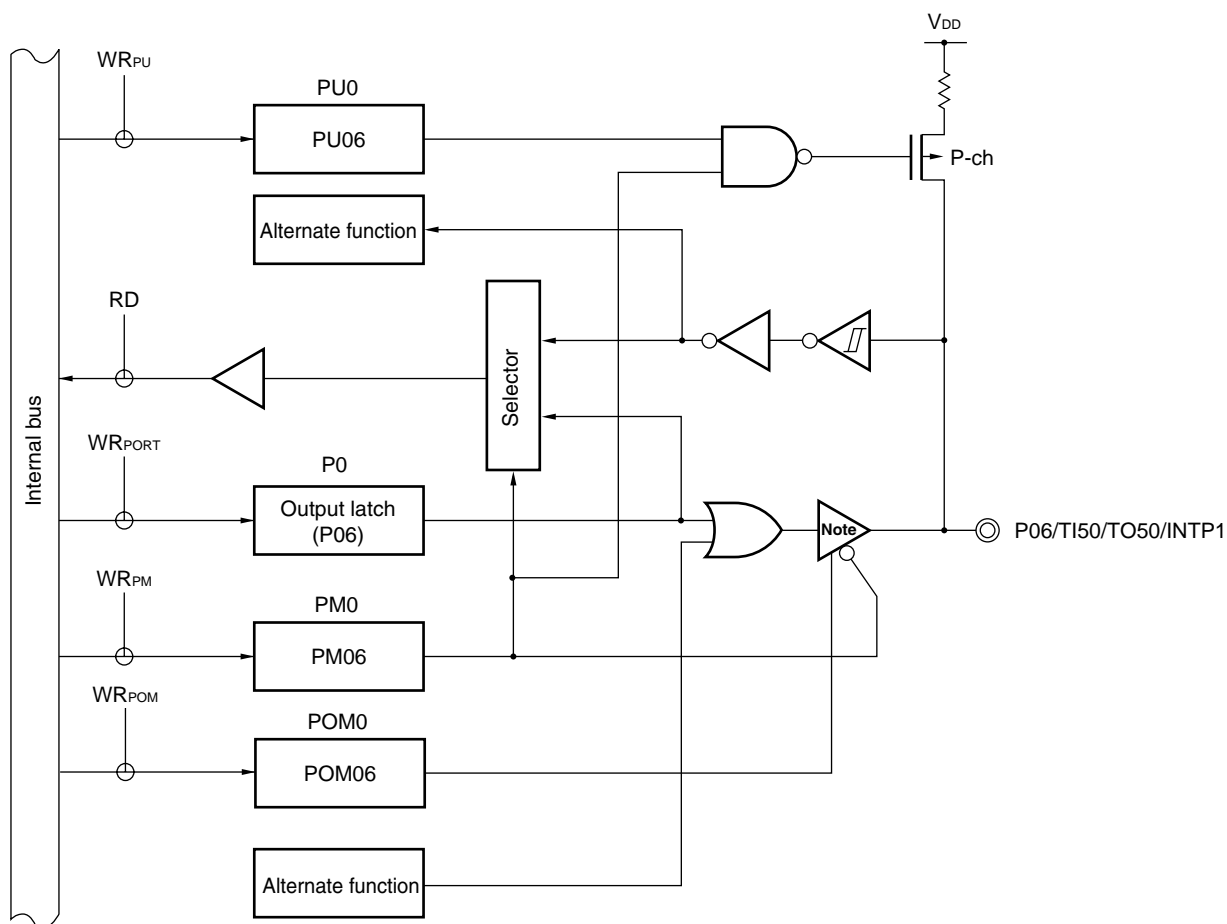 VDD
WRPU
PU0
PU06
P-ch
Alternate function
RD
Selector
Internal bus
WRPORT
P0
Output latch
(P06)
Note
P06/TI50/TO50/INTP1
WRPM
PM0
PM06
WRPOM
POM0
POM06
Alternate function